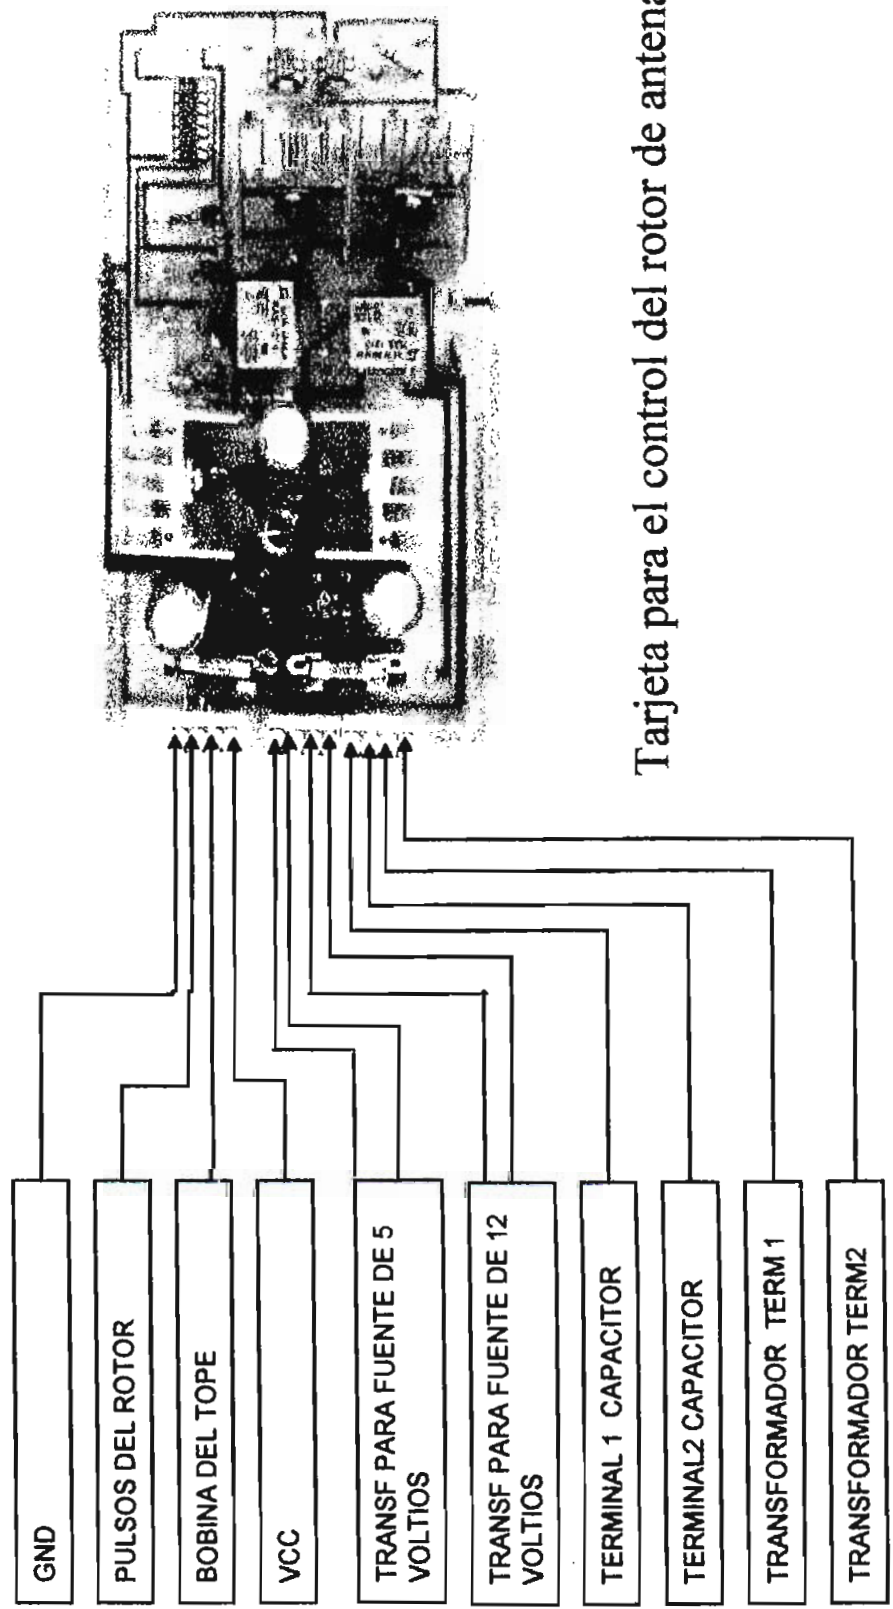 GND
PULSOS DEL ROTOR
BOBINA DEL TOPE
VCC
TRANSF PARA FUENTE DE 5
VOLTIOS
TRANSF PARA FUENTE DE 12
VOLTIOS
TERMINAL 1 CAPACITOR
TERMINAL2 CAPACITOR
TRANSFORMADOR TERM 1
TRANSFORMADOR TERM2
Tarjeta para el control del rotor de antena